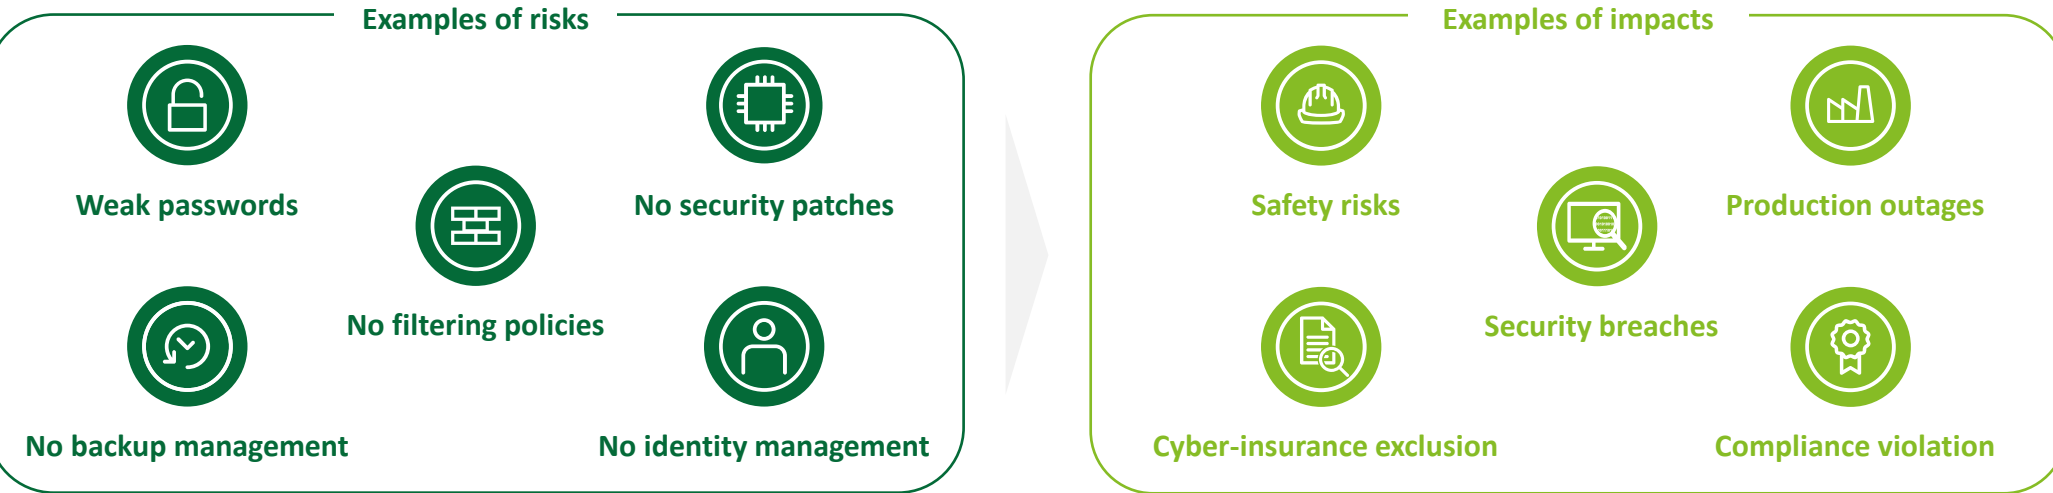 Examples of risks
Weak passwords
No security patches
No filtering policies
No backup management
No identity management
Examples of impacts
Safety risks
Production outages
Security breaches
Cyber-insurance exclusion
Compliance violation